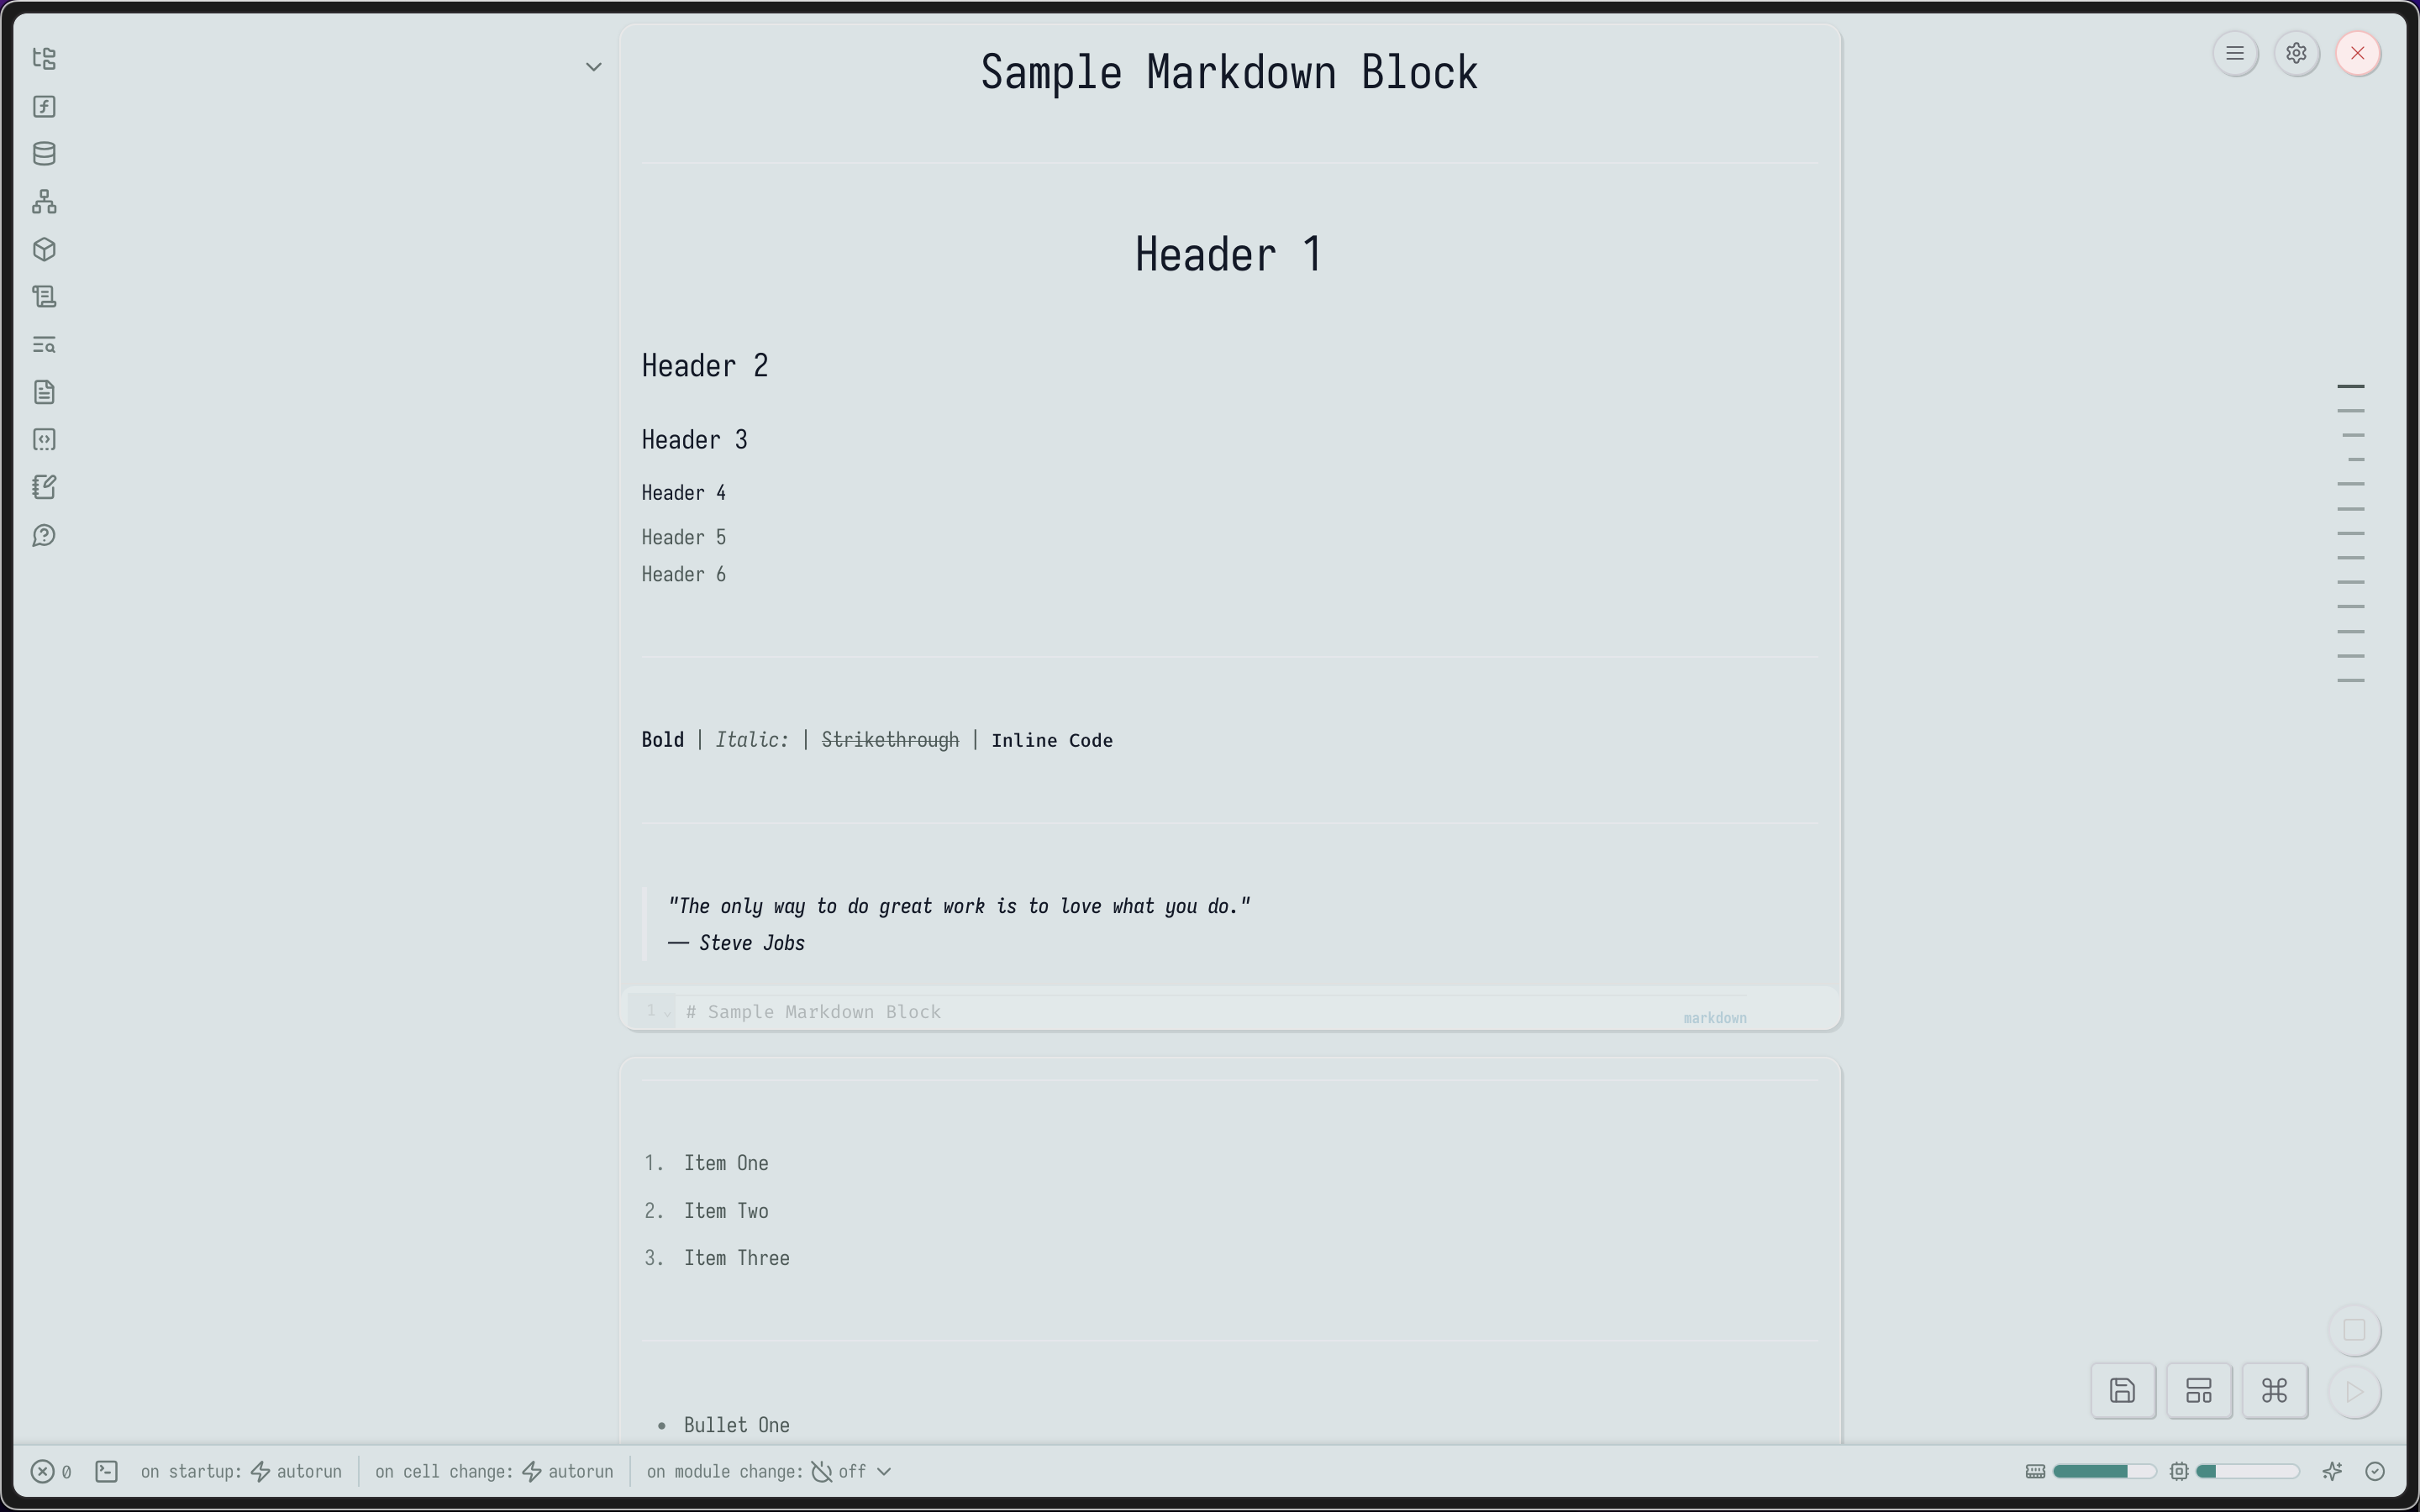 Sample Markdown Block
Header 1
Header 2
Header 3
Header 4
Header 5
Header 6
Bold | Italic: | Strikethrough | Inline Code
"The only way to do great work is to love what you do."
— Steve Jobs
1 # Sample Markdown Block
markdown
1. Item One
2. Item Two
3. Item Three
• Bullet One
0 on startup: autorun on cell change: autorun on module change: off